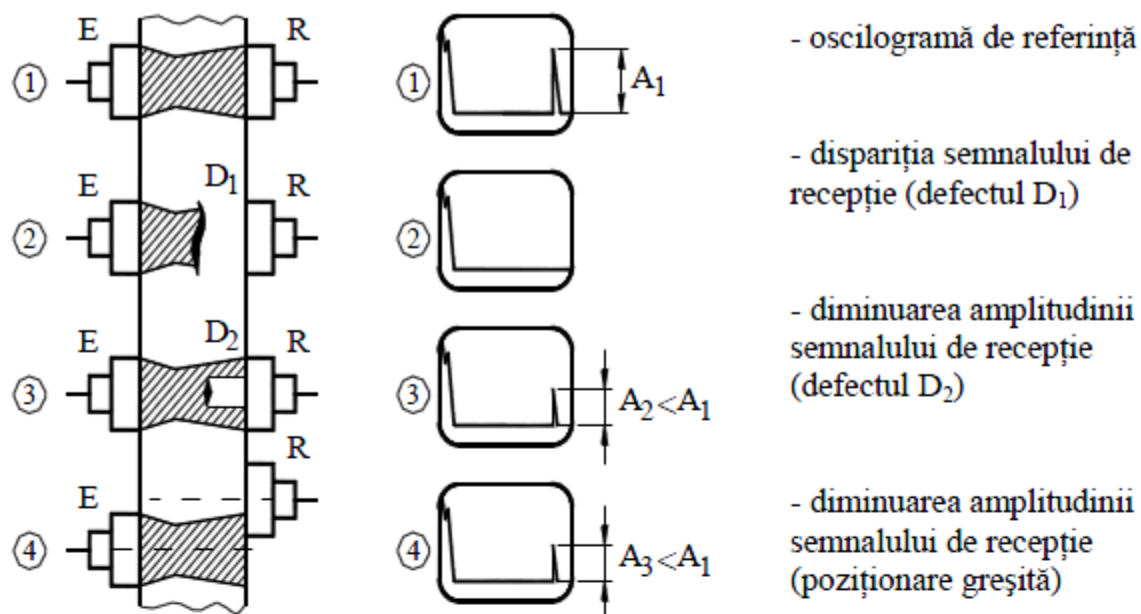 E R
1 1 A1 - oscilogramă de referință
E D1 R
2 2 - dispariția semnalului de
recepție (defectul D1)
E D2 R
3 3 A2<A1 - diminuarea amplitudinii
semnalului de recepție
(defectul D2)
E R
4 4 A3<A1 - diminuarea amplitudinii
semnalului de recepție
(poziționare greşită)